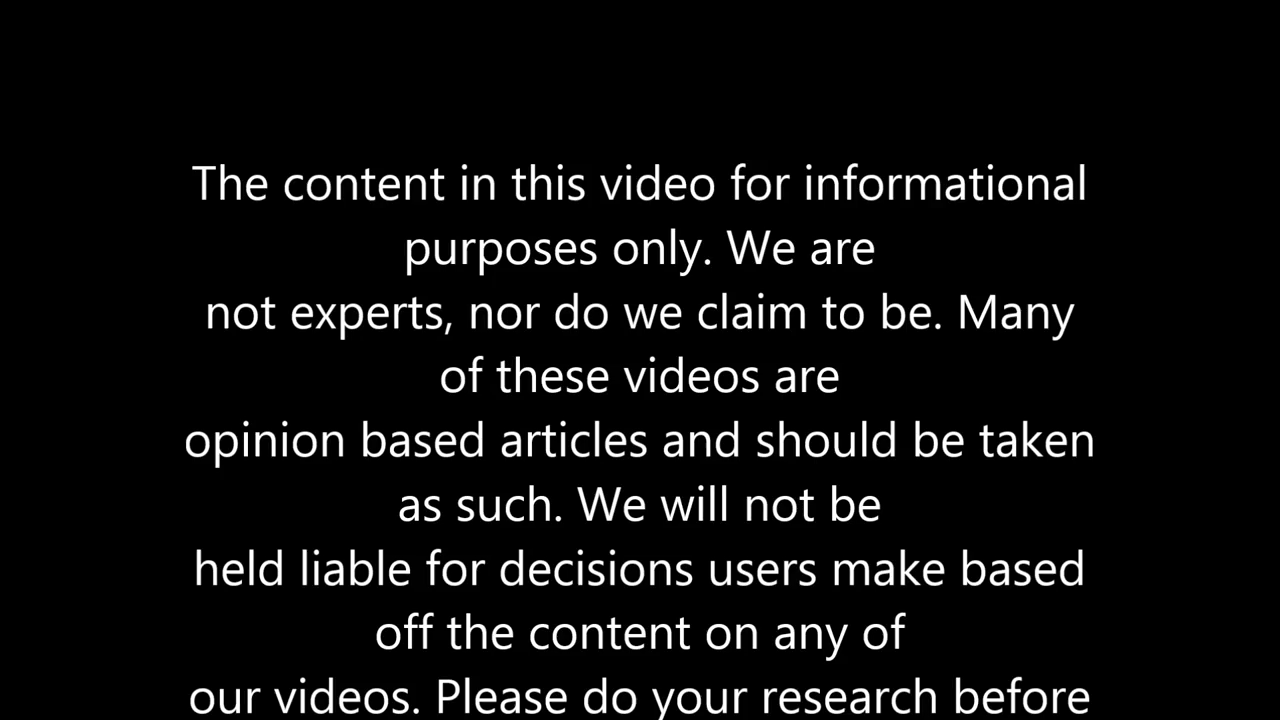 The content in this video for informational
purposes only. We are
not experts, nor do we claim to be. Many
of these videos are
opinion based articles and should be taken
as such. We will not be
held liable for decisions users make based
off the content on any of
our videos. Please do your research before